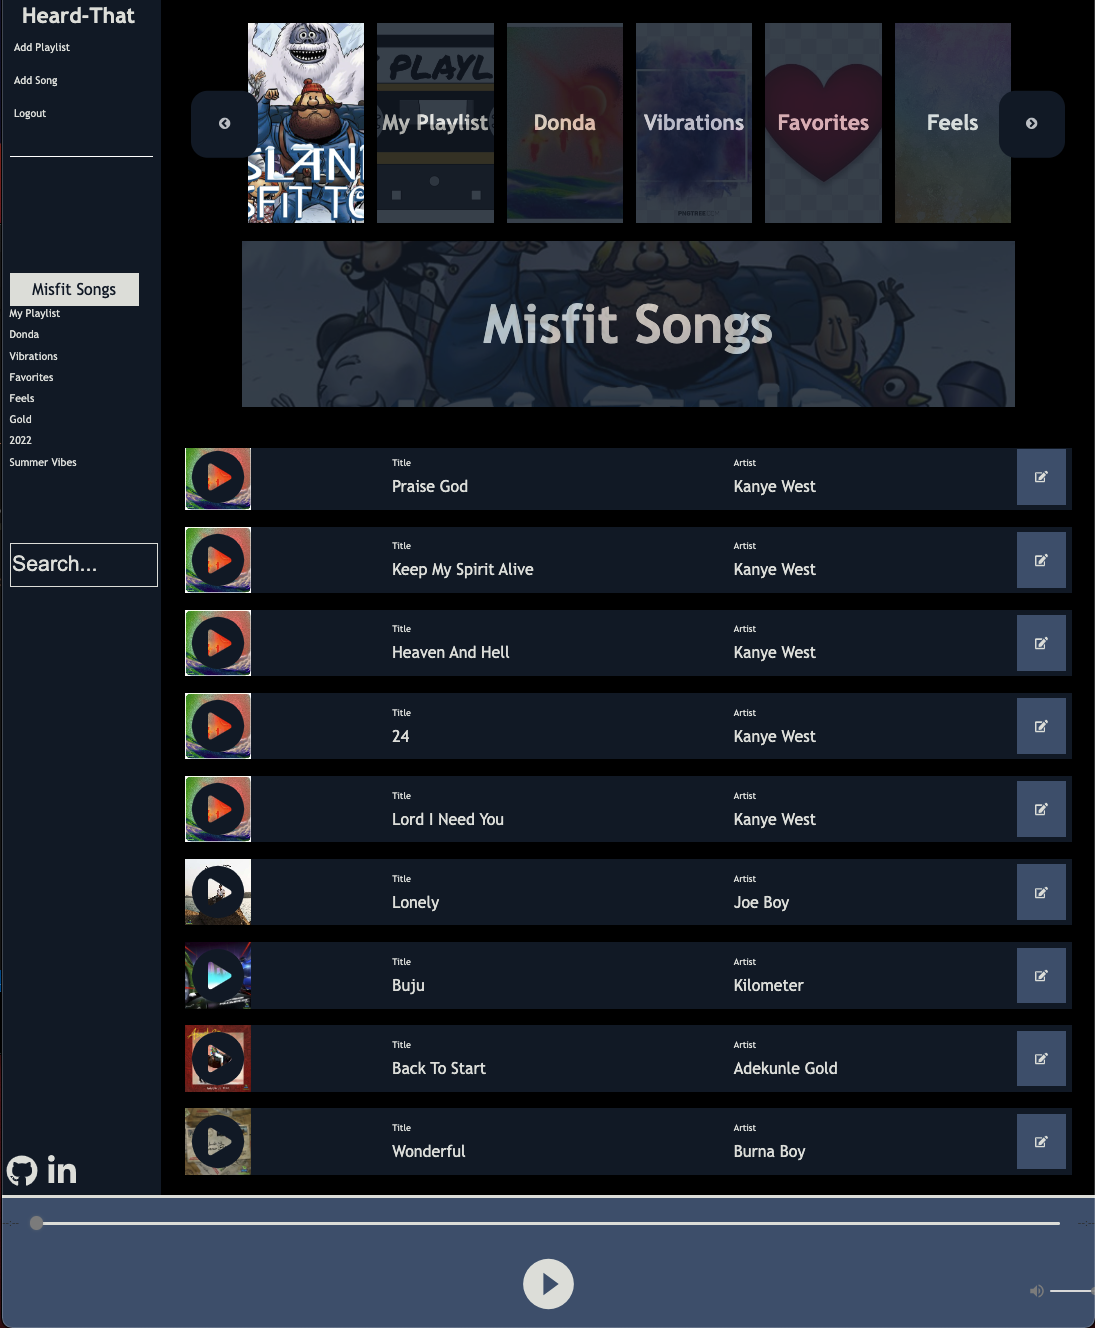 Heard-That
Add Playlist
Add Song
Logout
Misfit Songs
My Playlist
Donda
Vibrations
Favorites
Feels
Gold
2022
Summer Vibes
Search...
in
SLAN
SFIT TO
PLAYL
My Playlist
Donda
Vibrations
PNGTREE
Favorites
Feels
Misfit Songs
Title
Artist
Praise God
Kanye West
Title
Artist
Keep My Spirit Alive
Kanye West
Title
Artist
Heaven And Hell
Kanye West
Title
Artist
24
Kanye West
Title
Artist
Lord I Need You
Kanye West
Title
Artist
Lonely
Joe Boy
Title
Artist
Buju
Kilometer
Title
Artist
Back To Start
Adekunle Gold
Title
Artist
Wonderful
Burna Boy